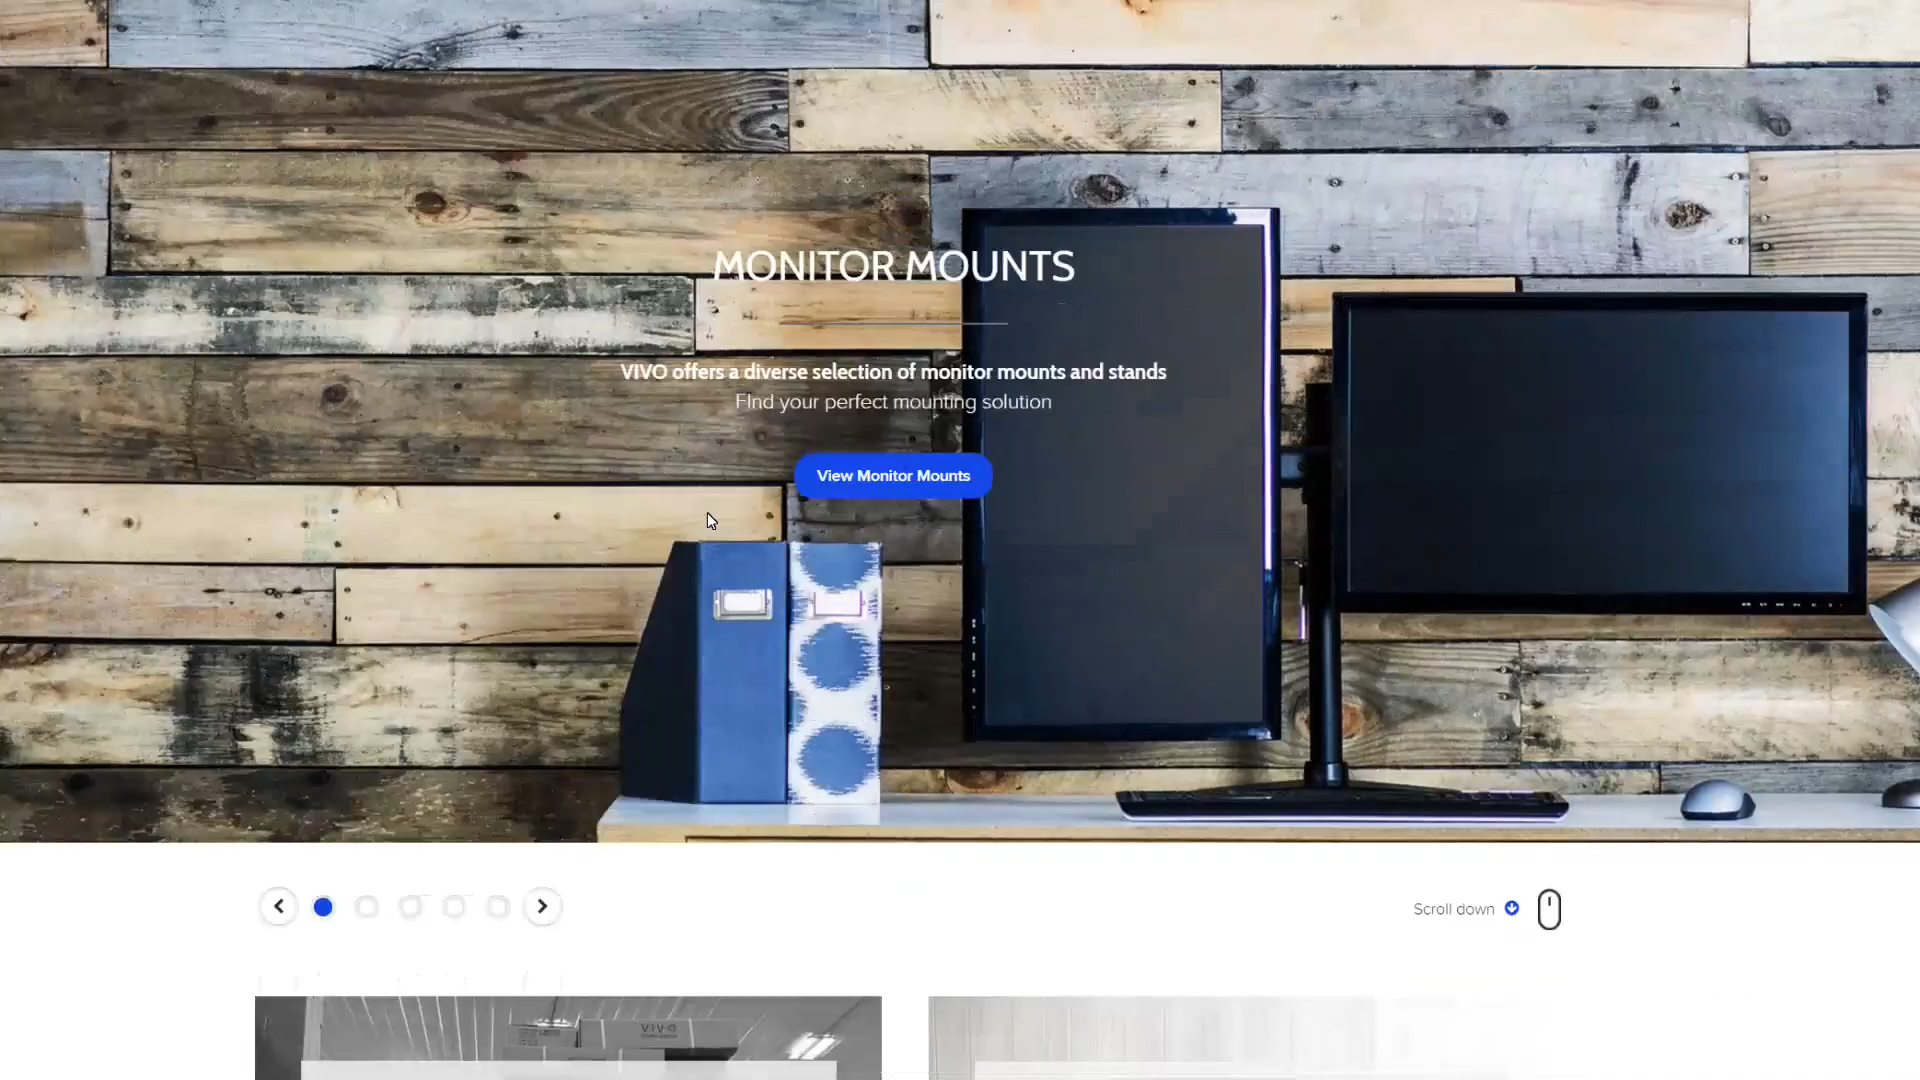 MONITOR MOUNTS
VIVO offers a diverse selection of monitor mounts and stands
FInd your perfect mounting solution
View Monitor Mounts
Scroll down
VIVO